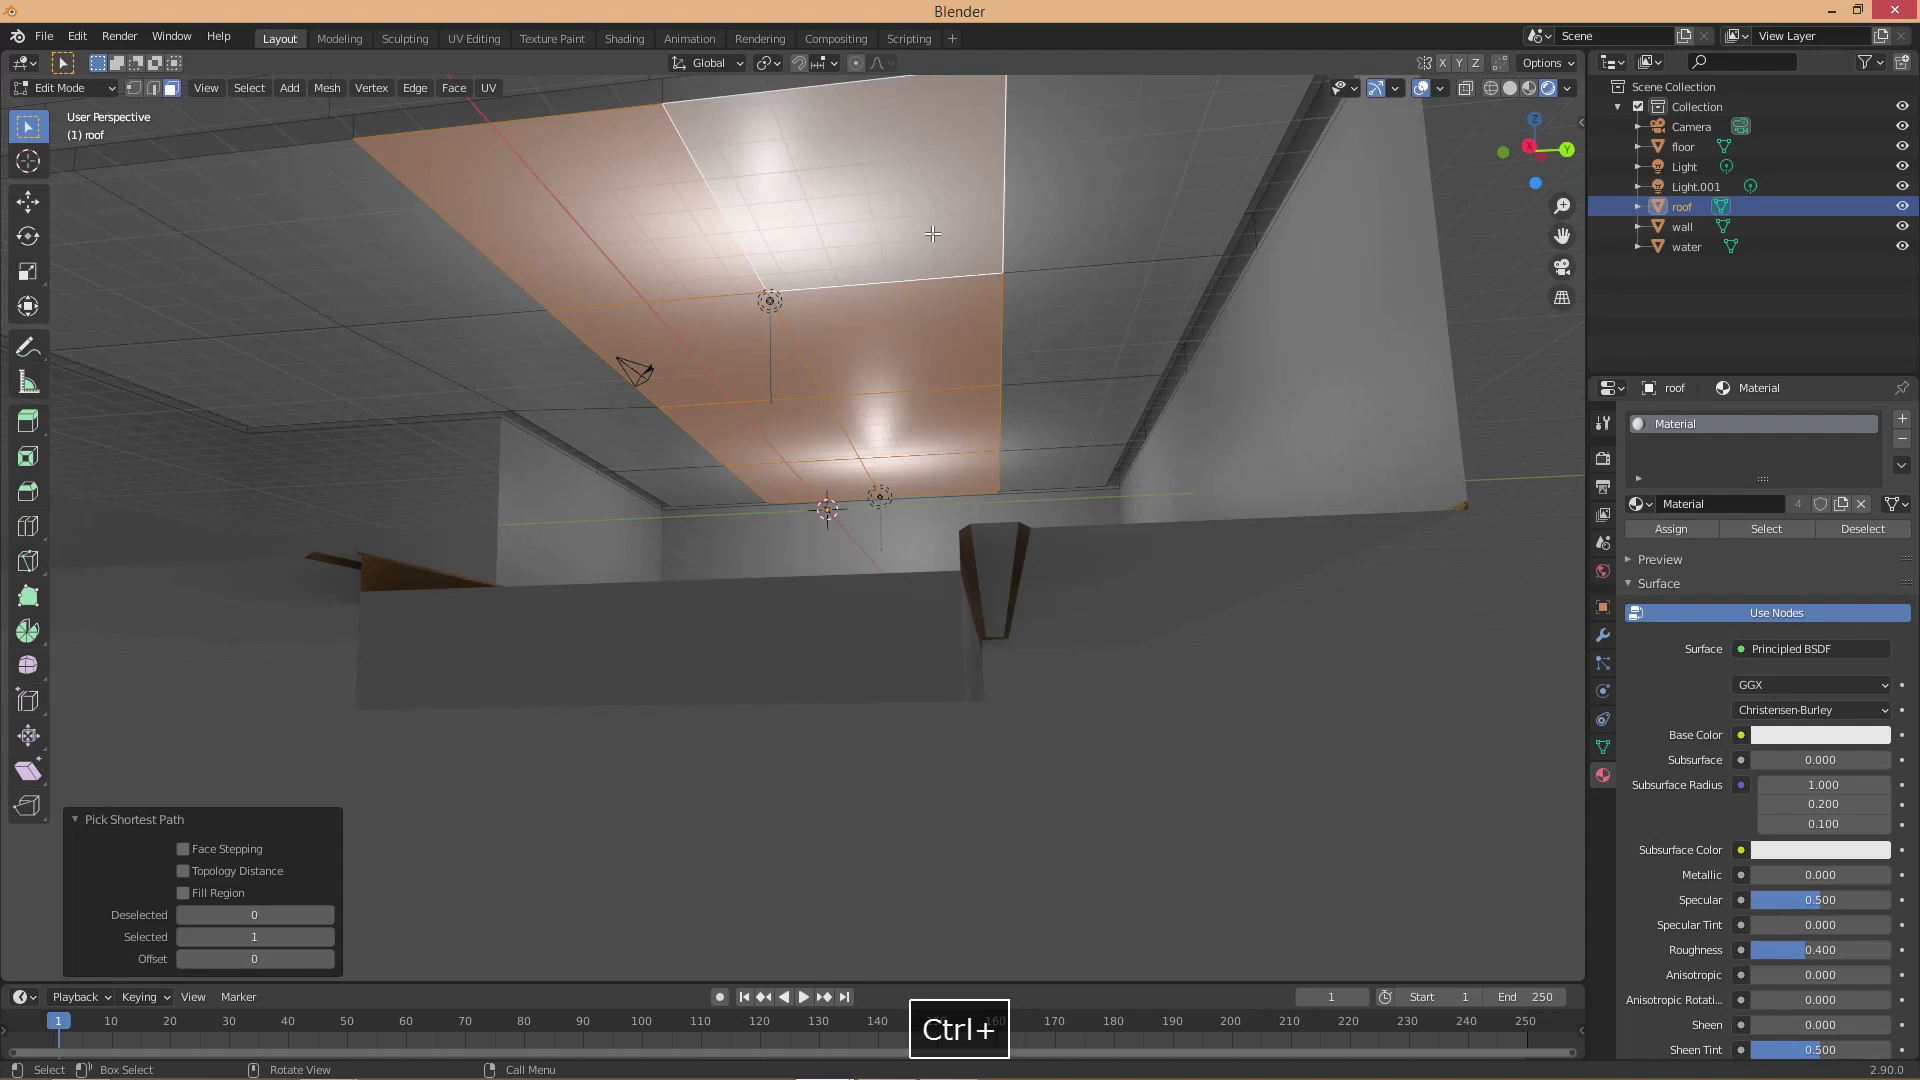 Blender
File Edit Render Window Help
Layout Modeling Sculpting UV Editing Texture Paint Shading Animation Rendering Compositing Scripting
Scene
View Layer
Global
X Y Z Options
Edit Mode View Select Add Mesh Vertex Edge Face UV
User Perspective
(1) roof
Z
X
Y
Scene Collection
Collection
Camera
floor
Light
Light.001
roof
wall
water
roof Material
Material
Material 4
Assign Select Deselect
Preview
Surface
Use Nodes
Surface Principled BSDF
GGX
Christensen-Burley
Base Color
Subsurface 0.000
Subsurface Radius 1.000
0.200
0.100
Subsurface Color
Metallic 0.000
Specular 0.500
Specular Tint 0.000
Roughness 0.400
Anisotropic 0.000
Anisotropic Rotati... 0.000
Sheen 0.000
Sheen Tint 0.500
Pick Shortest Path
Face Stepping
Topology Distance
Fill Region
Deselected 0
Selected 1
Offset 0
Playback Keying View Marker
1 Start 1 End 250
1 10 20 30 40 50 60 70 80 90 100 110 120 130 140 160 170 180 190 200 210 220 230 240 250
Ctrl+
Select Box Select Rotate View Call Menu
2.90.0